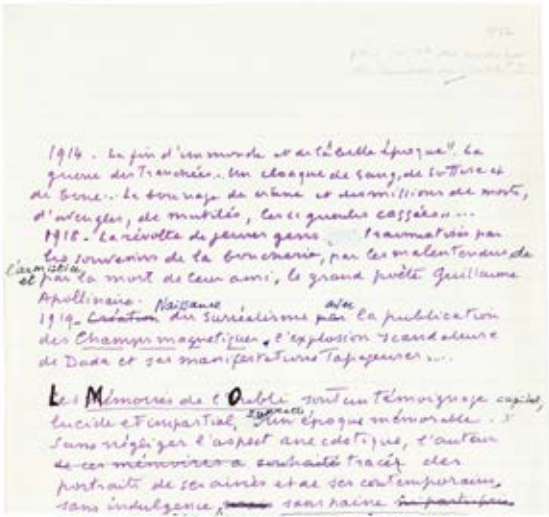 1914 - La fin d'un monde et de la "Belle Époque". La
guerre des Tranchées. Un cloaque de sang, de sottise et
de boue. Le bourrage de crâne et des millions de morts,
d'aveugles, de mutilés, les "gueules cassées"...
1918 - La révolte de jeunes gens traumatisés par
les souvenirs de la boucherie, par les malentendus de
l'armistice et par la mort de leur ami, le grand poète Guillaume
Apollinaire.
1919 - Création Naissance du Surréalisme par avec la publication
des Champs magnetiques, l'explosion scandaleuse
de Dada et ses manifestations Tapageuses....
Les Mémoires de l'Oubli sont un témoignage capital,
lucide et impartial, sur une époque mémorable.
Sans négliger l'aspect anecdotique, l'auteur
de ces mémoires a souhaité tracer des
portraits de ses ainés et de ses contemporains,
sans indulgence, sans haine